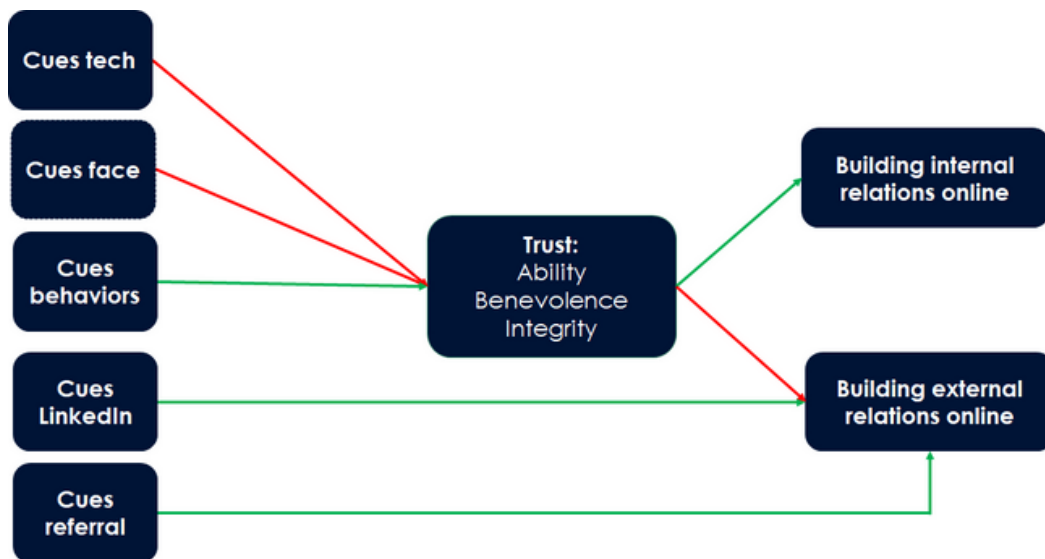 Cues tech
Cues face
Cues
behaviors
Cues
LinkedIn
Cues
referral
Trust:
Ability
Benevolence
Integrity
Building internal
relations online
Building external
relations online